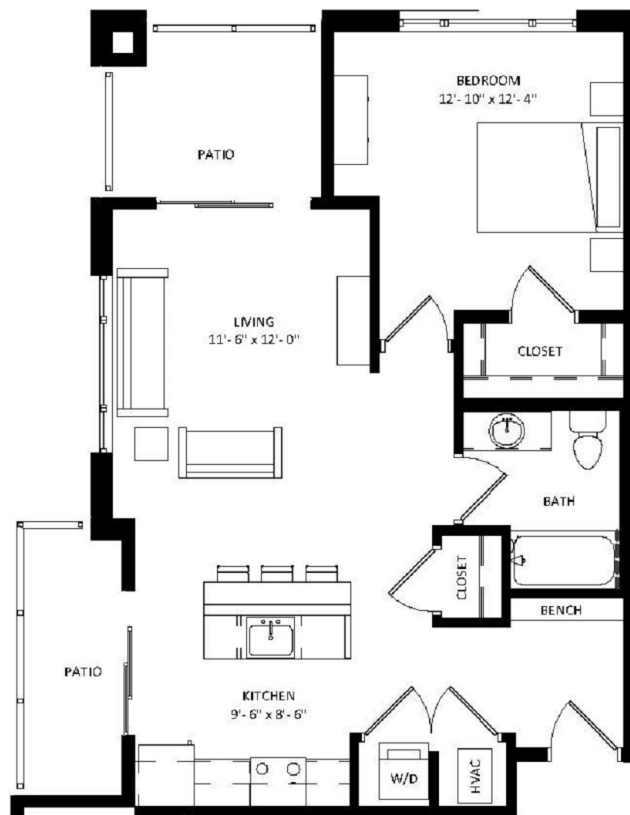 BEDROOM
12'- 10" x 12'- 4"
PATIO
LIVING
11'- 6" x 12'- 0"
CLOSET
BATH
CLOSET
BENCH
PATIO
KITCHEN
9'- 6" x 8'- 6"
W/D
HVAC